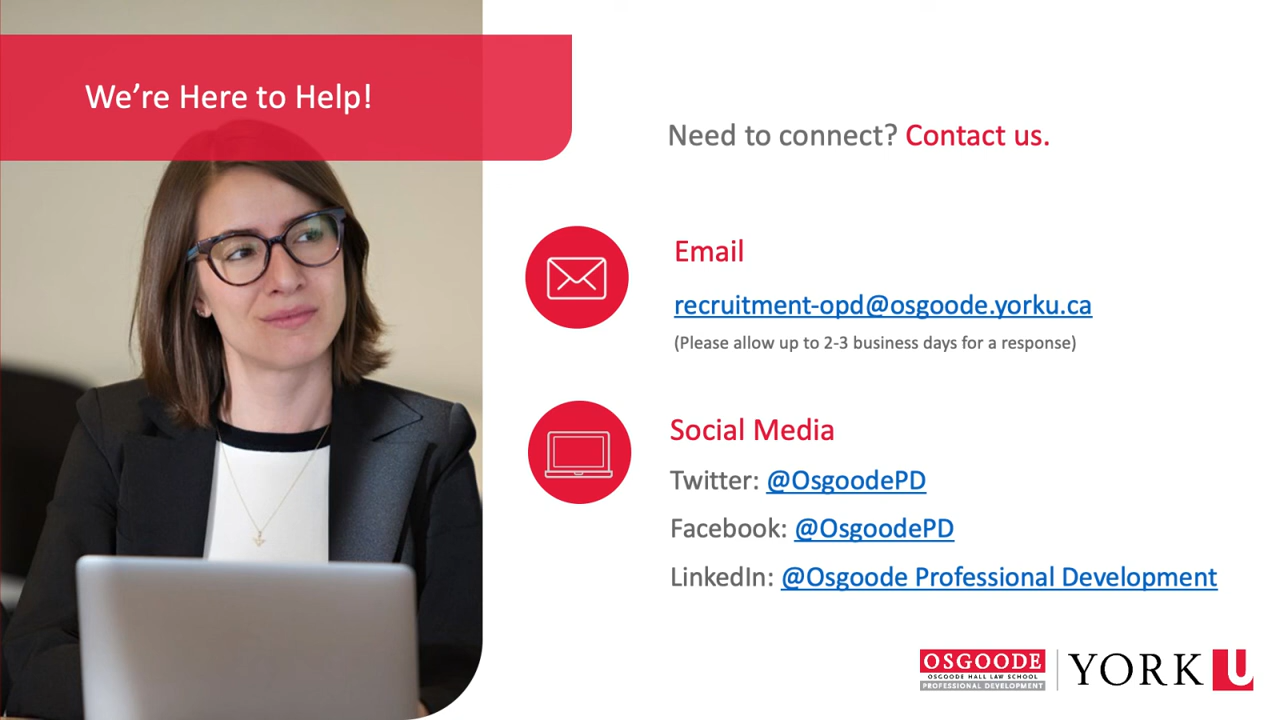 We’re Here to Help!
Need to connect? Contact us.
Email
recruitment-opd@osgoode.yorku.ca
(Please allow up to 2-3 business days for a response)
Social Media
Twitter: @OsgoodePD
Facebook: @OsgoodePD
LinkedIn: @Osgoode Professional Development
OSGOODE
OSGOODE HALL LAW SCHOOL
PROFESSIONAL DEVELOPMENT
YORK U